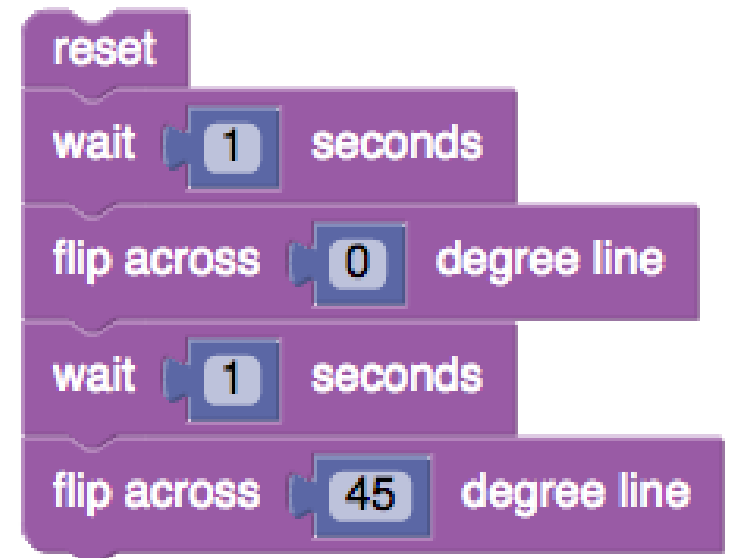 reset
wait 1 seconds
flip across 0 degree line
wait 1 seconds
flip across 45 degree line